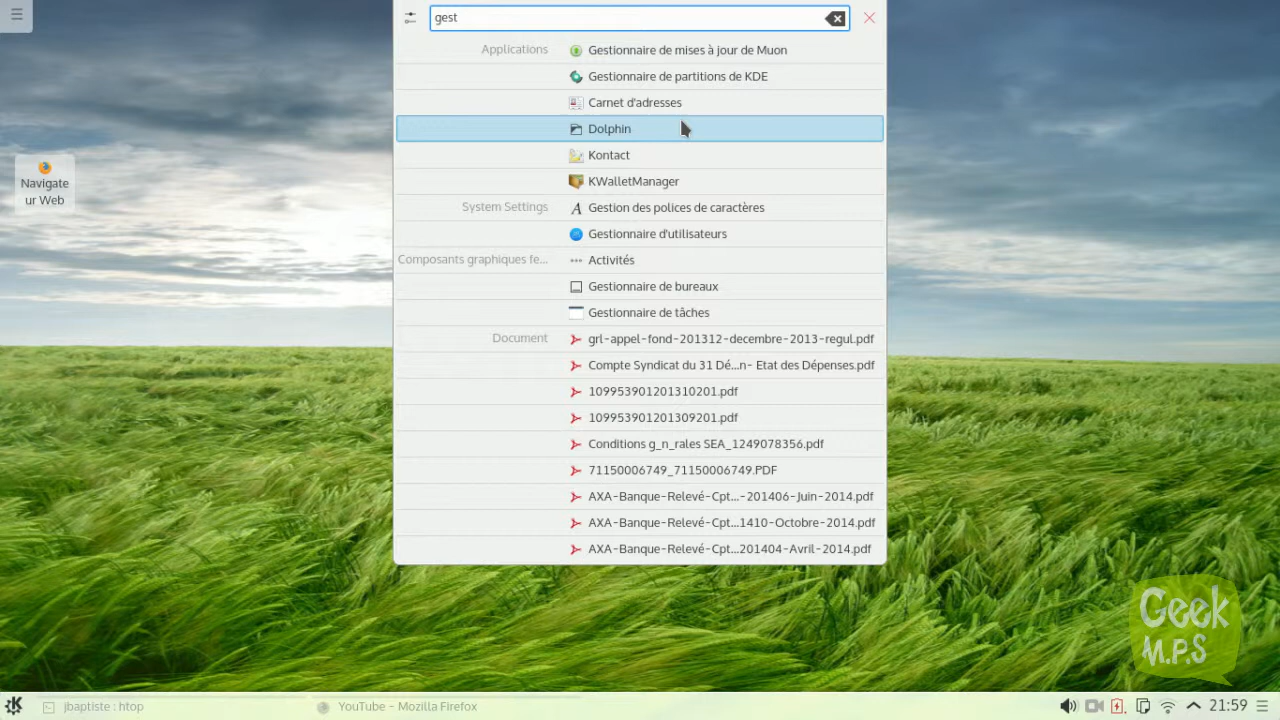 gest
Applications
Gestionnaire de mises à jour de Muon
Gestionnaire de partitions de KDE
Carnet d'adresses
Dolphin
Kontact
KWalletManager
System Settings
Gestion des polices de caractères
Gestionnaire d'utilisateurs
Composants graphiques fe...
Activités
Gestionnaire de bureaux
Gestionnaire de tâches
Document
grl-appel-fond-201312-decembre-2013-regul.pdf
Compte Syndicat du 31 Dé...n- Etat des Dépenses.pdf
109953901201310201.pdf
109953901201309201.pdf
Conditions g_n_rales SEA_1249078356.pdf
71150006749_71150006749.PDF
AXA-Banque-Relevé-Cpt...-201406-Juin-2014.pdf
AXA-Banque-Relevé-Cpt...1410-Octobre-2014.pdf
AXA-Banque-Relevé-Cpt...201404-Avril-2014.pdf
Navigate
ur Web
Geek
M.P.S
jbaptiste : htop
YouTube - Mozilla Firefox
21:59